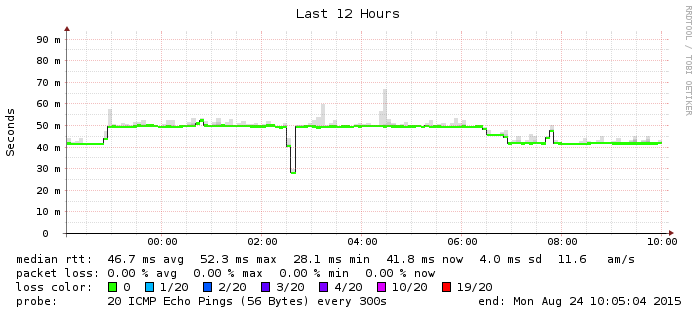 Last 12 Hours
RRDTOOL / TOBI OETIKER
Seconds
90 m
80 m
70 m
60 m
50 m
40 m
30 m
20 m
10 m
0
00:00 02:00 04:00 06:00 08:00 10:00
median rtt: 46.7 ms avg 52.3 ms max 28.1 ms min 41.8 ms now 4.0 ms sd 11.6 am/s
packet loss: 0.00 % avg 0.00 % max 0.00 % min 0.00 % now
loss color: 0 1/20 2/20 3/20 4/20 10/20 19/20
probe: 20 ICMP Echo Pings (56 Bytes) every 300s end: Mon Aug 24 10:05:04 2015